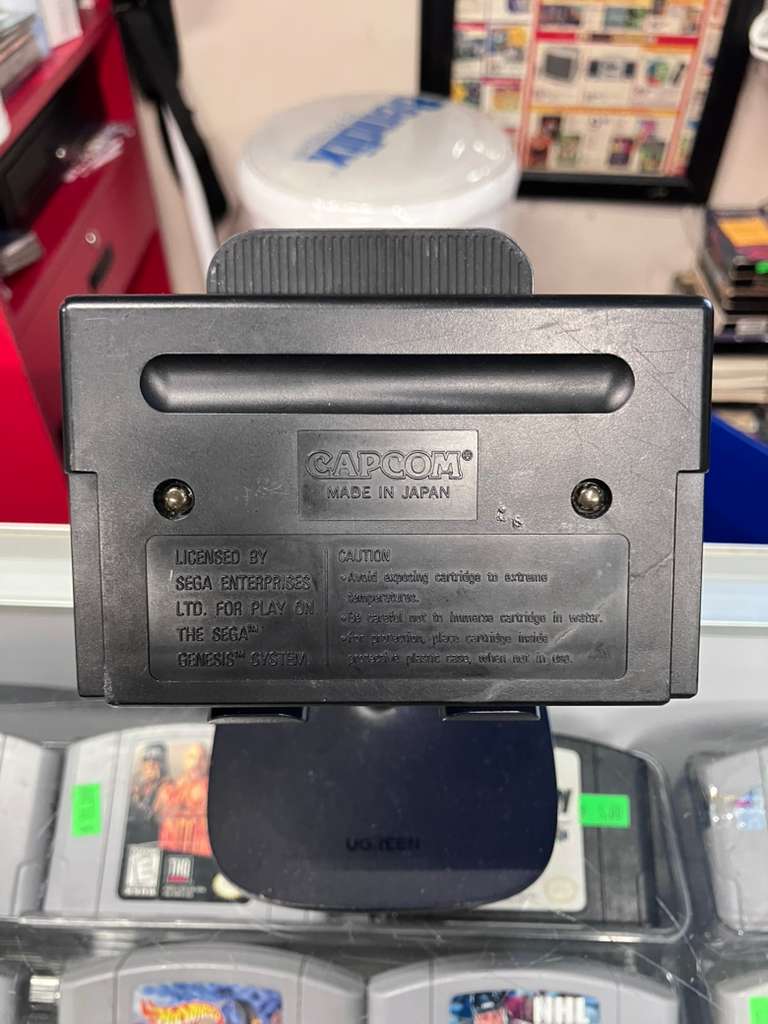 CAPCOM®
MADE IN JAPAN
LICENSED BY
SEGA ENTERPRISES
LTD. FOR PLAY ON
THE SEGA™
GENESIS™ SYSTEM.
CAUTION
•Avoid exposing cartridge to extreme
temperatures.
•Be careful not to immerse cartridge in water.
•For protection, place cartridge inside
protective plastic case, when not in use.
UGREEN
NHL